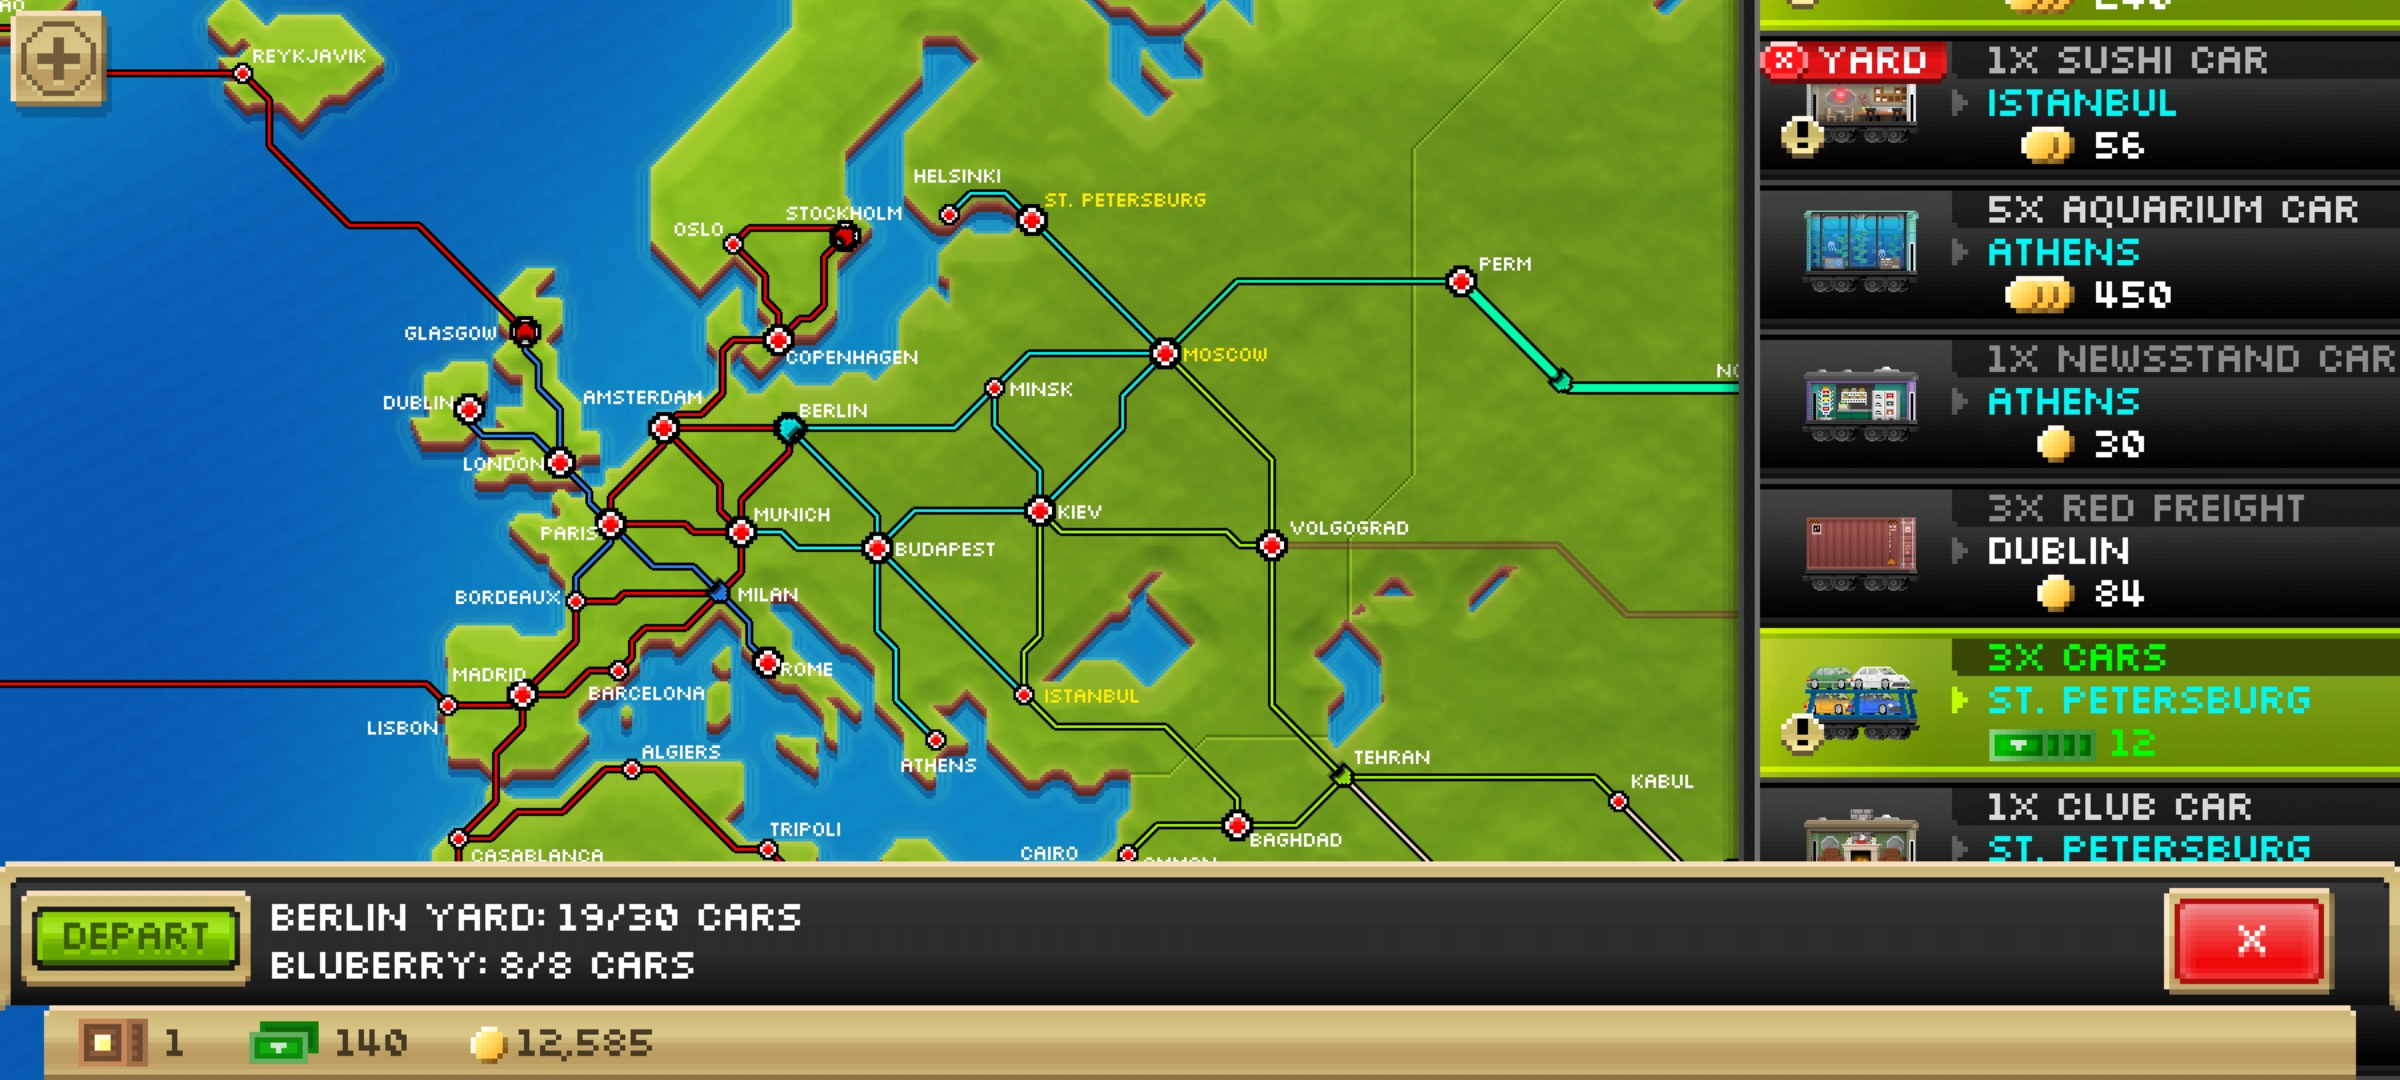 REYKJAVIK
HELSINKI
ST. PETERSBURG
STOCKHOLM
OSLO
PERM
GLASGOW
COPENHAGEN
MOSCOW
NO
AMSTERDAM
MINSK
DUBLIN
BERLIN
LONDON
MUNICH
KIEV
VOLGOGRAD
PARIS
BUDAPEST
BORDEAUX
MILAN
MADRID
ROME
BARCELONA
ISTANBUL
LISBON
ALGIERS
ATHENS
TEHRAN
KABUL
TRIPOLI
BAGHDAD
CASABLANCA
CAIRO
AMMAN
240
YARD
1X SUSHI CAR
ISTANBUL
56
5X AQUARIUM CAR
ATHENS
450
1X NEWSSTAND CAR
ATHENS
30
3X RED FREIGHT
DUBLIN
84
3X CARS
ST. PETERSBURG
12
1X CLUB CAR
ST. PETERSBURG
DEPART
BERLIN YARD: 19/30 CARS
BLUBERRY: 8/8 CARS
X
1
140
12,585